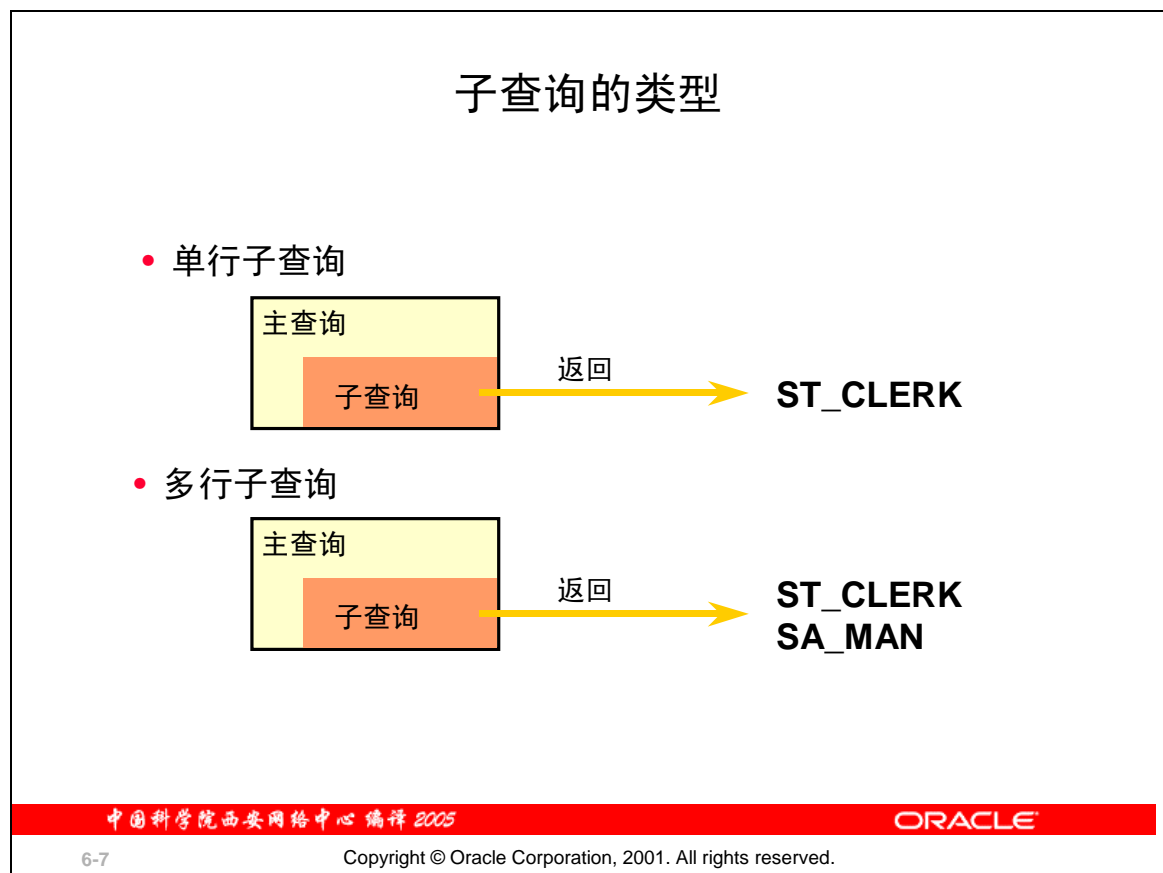 子查询的类型
• 单行子查询
主查询
子查询
返回
ST_CLERK
• 多行子查询
主查询
子查询
返回
ST_CLERK
SA_MAN
中国科学院西安网络中心 编译 2005
ORACLE
6-7
Copyright © Oracle Corporation, 2001. All rights reserved.